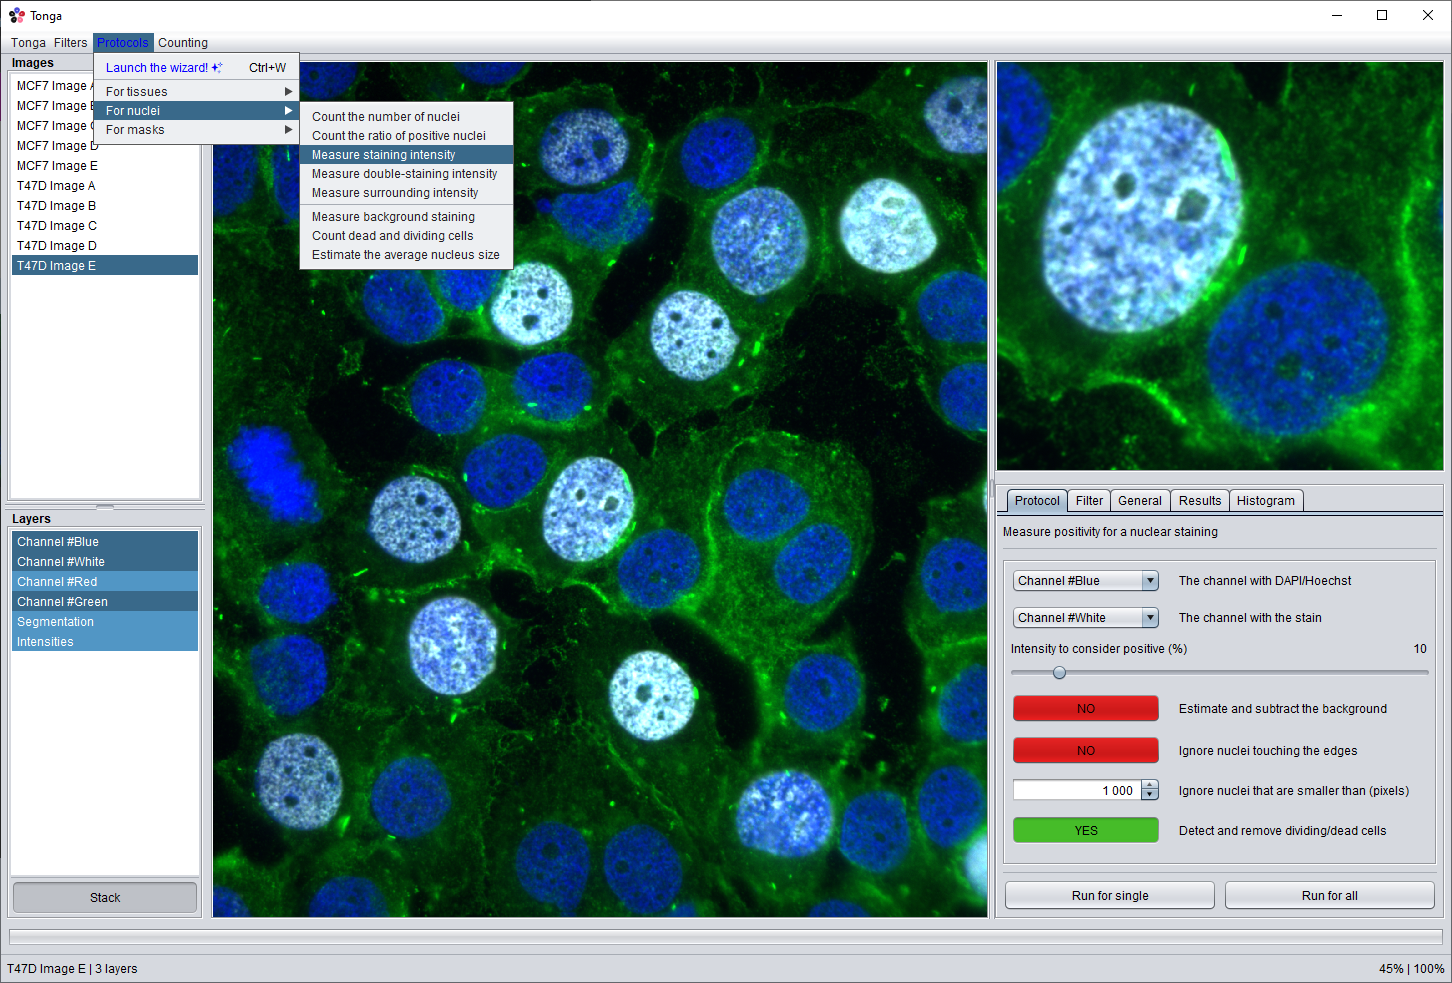 Tonga
Tonga Filters Protocols Counting
Images
MCF7 Image A
MCF7 Image
MCF7 Image
MCF7 Image D
MCF7 Image E
T47D Image A
T47D Image B
T47D Image C
T47D Image D
T47D Image E
Launch the wizard! Ctrl+W
For tissues
For nuclei
For masks
Count the number of nuclei
Count the ratio of positive nuclei
Measure staining intensity
Measure double-staining intensity
Measure surrounding intensity
Measure background staining
Count dead and dividing cells
Estimate the average nucleus size
Layers
Channel #Blue
Channel #White
Channel #Red
Channel #Green
Segmentation
Intensities
Stack
Protocol Filter General Results Histogram
Measure positivity for a nuclear staining
Channel #Blue The channel with DAPI/Hoechst
Channel #White The channel with the stain
Intensity to consider positive (%) 10
NO Estimate and subtract the background
NO Ignore nuclei touching the edges
1 000 Ignore nuclei that are smaller than (pixels)
YES Detect and remove dividing/dead cells
Run for single Run for all
T47D Image E | 3 layers 45% | 100%